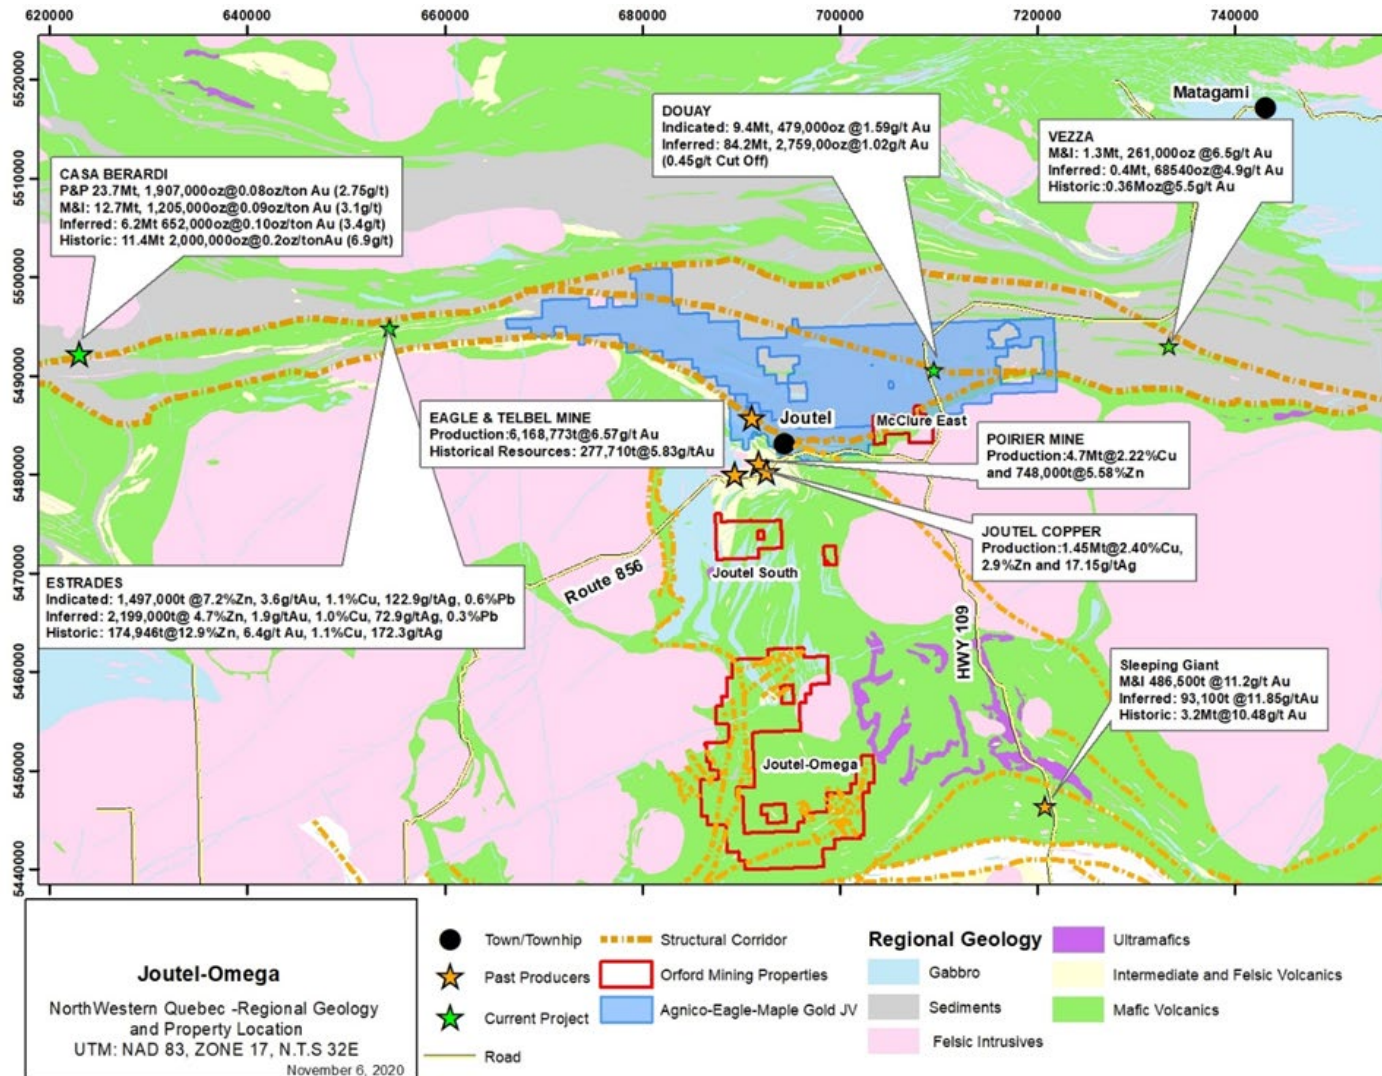 620000 640000 660000 680000 700000 720000 740000
5520000
5510000
5500000
5490000
5480000
5470000
5460000
5450000
5440000
Matagami
DOUAY
Indicated: 9.4Mt, 479,000oz @1.59g/t Au
Inferred: 84.2Mt, 2,759,00oz@1.02g/t Au
(0.45g/t Cut Off)
VEZZA
M&I: 1.3Mt, 261,000oz @6.5g/t Au
Inferred: 0.4Mt, 68540oz@4.9g/t Au
Historic:0.36Moz@5.5g/t Au
CASA BERARDI
P&P 23.7Mt, 1,907,000oz@0.08oz/ton Au (2.75g/t)
M&I: 12.7Mt, 1,205,000oz@0.09oz/ton Au (3.1g/t)
Inferred: 6.2Mt 652,000oz@0.10oz/ton Au (3.4g/t)
Historic: 11.4Mt 2,000,000oz@0.2oz/tonAu (6.9g/t)
EAGLE & TELBEL MINE
Production:6,168,773t@6.57g/t Au
Historical Resources: 277,710t@5.83g/tAu
Joutel
McClure East
POIRIER MINE
Production:4.7Mt@2.22%Cu
and 748,000t@5.58%Zn
JOUTEL COPPER
Production:1.45Mt@2.40%Cu,
2.9%Zn and 17.15g/tAg
Joutel South
Route 856
ESTRADES
Indicated: 1,497,000t @7.2%Zn, 3.6g/tAu, 1.1%Cu, 122.9g/tAg, 0.6%Pb
Inferred: 2,199,000t@ 4.7%Zn, 1.9g/tAu, 1.0%Cu, 72.9g/tAg, 0.3%Pb
Historic: 174,946t@12.9%Zn, 6.4g/t Au, 1.1%Cu, 172.3g/tAg
HWY 109
Sleeping Giant
M&I 486,500t @11.2g/t Au
Inferred: 93,100t @11.85g/tAu
Historic: 3.2Mt@10.48g/t Au
Joutel-Omega
Joutel-Omega
NorthWestern Quebec -Regional Geology
and Property Location
UTM: NAD 83, ZONE 17, N.T.S 32E
November 6, 2020
Town/Townhip
Past Producers
Current Project
Road
Structural Corridor
Orford Mining Properties
Agnico-Eagle-Maple Gold JV
Regional Geology
Gabbro
Sediments
Felsic Intrusives
Ultramafics
Intermediate and Felsic Volcanics
Mafic Volcanics